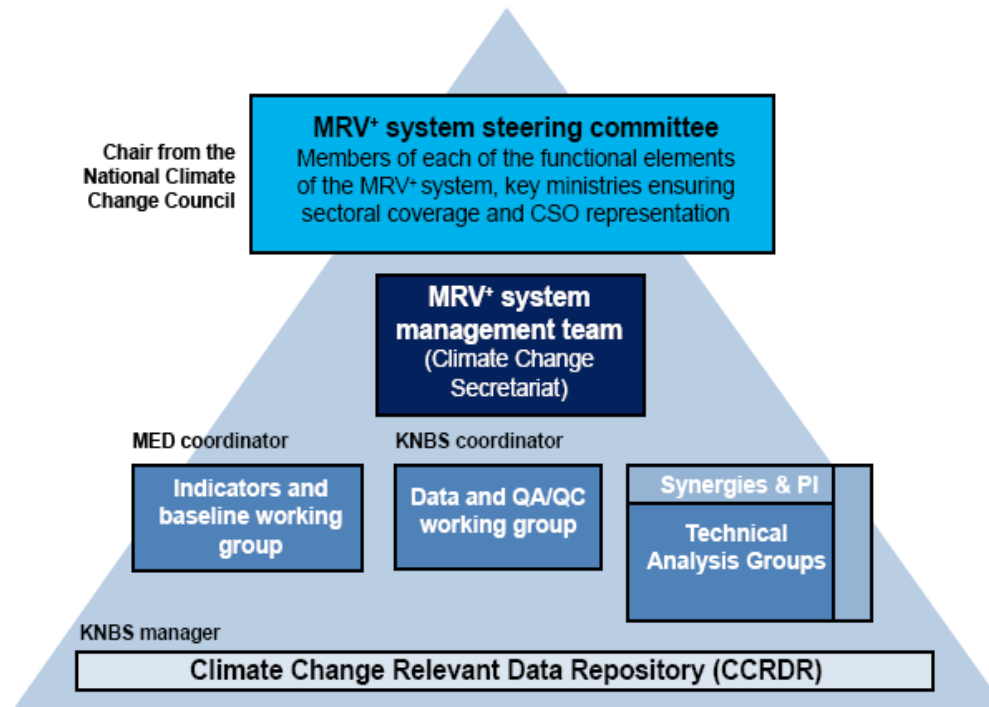 MRV⁺ system steering committee
Members of each of the functional elements
of the MRV⁺ system, key ministries ensuring
sectoral coverage and CSO representation
Chair from the
National Climate
Change Council
MRV⁺ system
management team
(Climate Change
Secretariat)
MED coordinator
Indicators and
baseline working
group
KNBS coordinator
Data and QA/QC
working group
Synergies & PI
Technical
Analysis Groups
KNBS manager
Climate Change Relevant Data Repository (CCRDR)